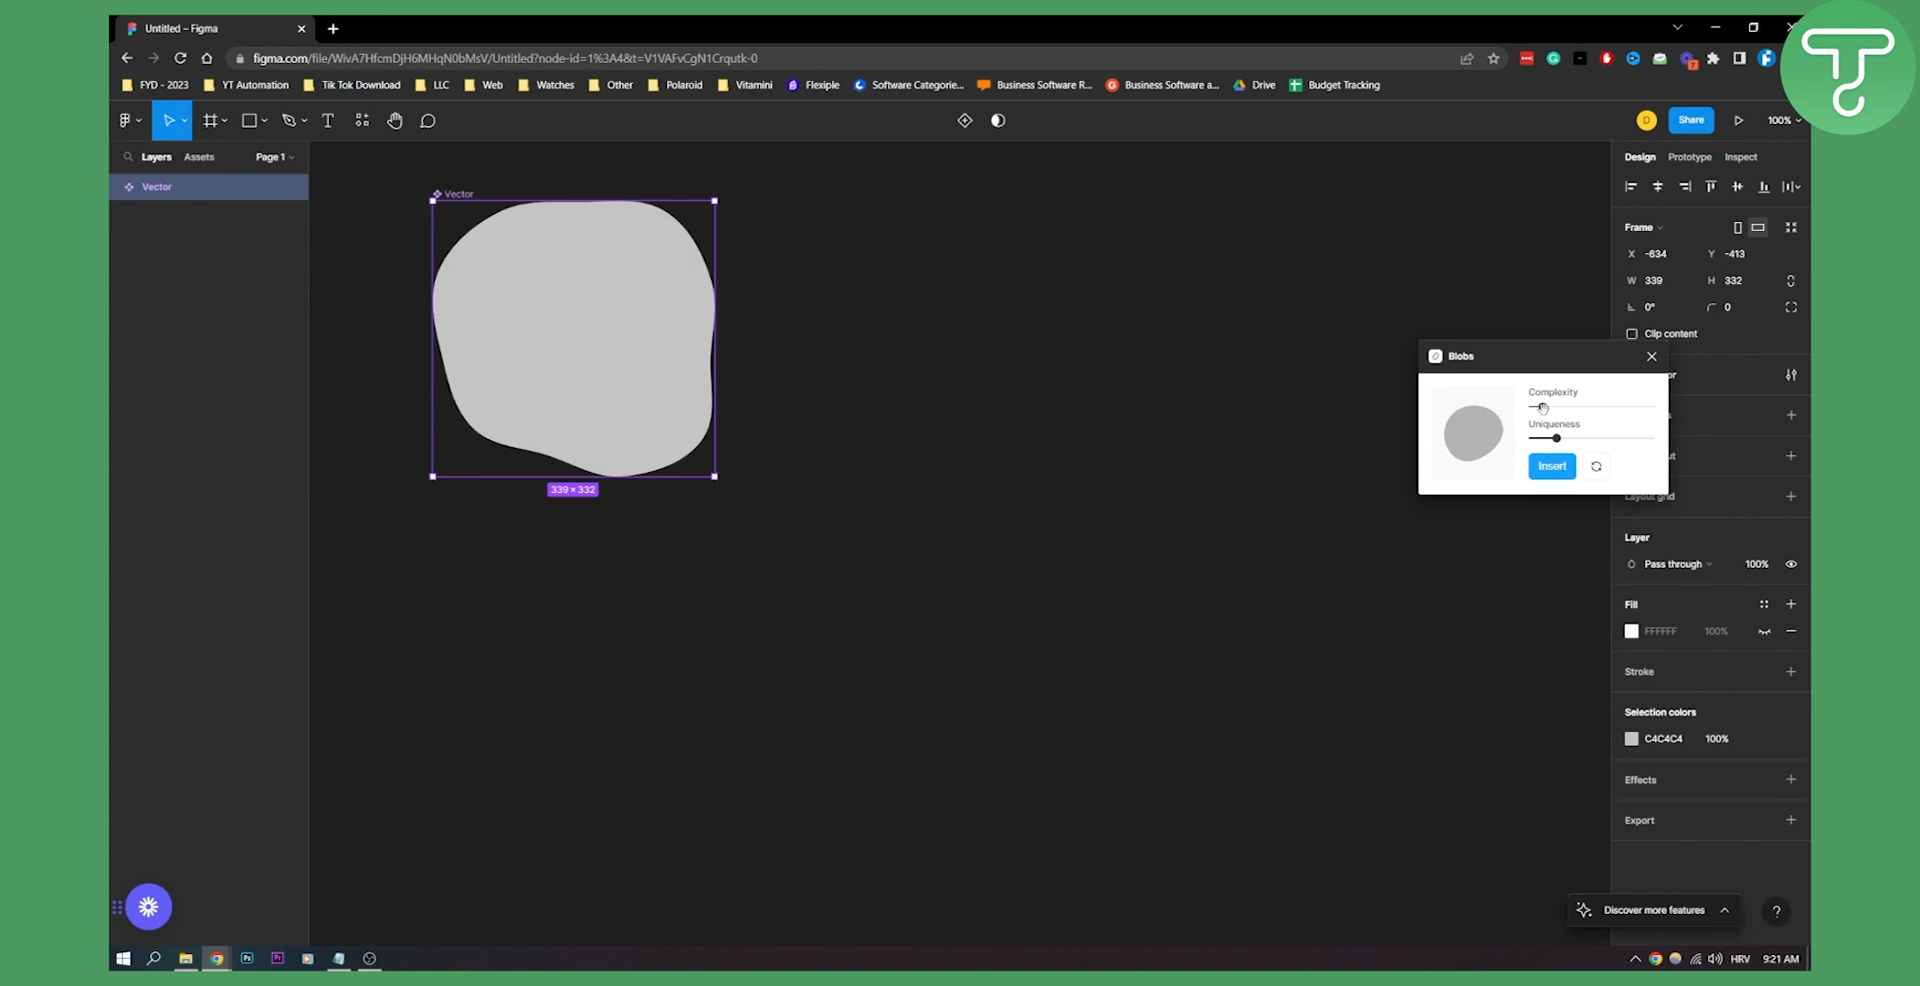 Untitled – Figma
figma.com/file/WivA7HfcmDjH6MHqN0bMsV/Untitled?node-id=1%3A4&t=V1VAFvCgN1Crqutk-0
FYD - 2023 YT Automation Tik Tok Download LLC Web Watches Other Polaroid Vitamini Flexiple Software Categorie... Business Software R... Business Software a... Drive Budget Tracking
D Share 100%
Layers Assets Page 1
Design Prototype Inspect
Vector
Vector
339 × 332
Frame
X -634 Y -413
W 339 H 332
0° 0
Clip content
Blobs
Complexity
Uniqueness
Insert
Layout grid
Layer
Pass through 100%
Fill
FFFFFF 100%
Stroke
Selection colors
C4C4C4 100%
Effects
Export
Discover more features
?
Ps Pr
HRV 9:21 AM